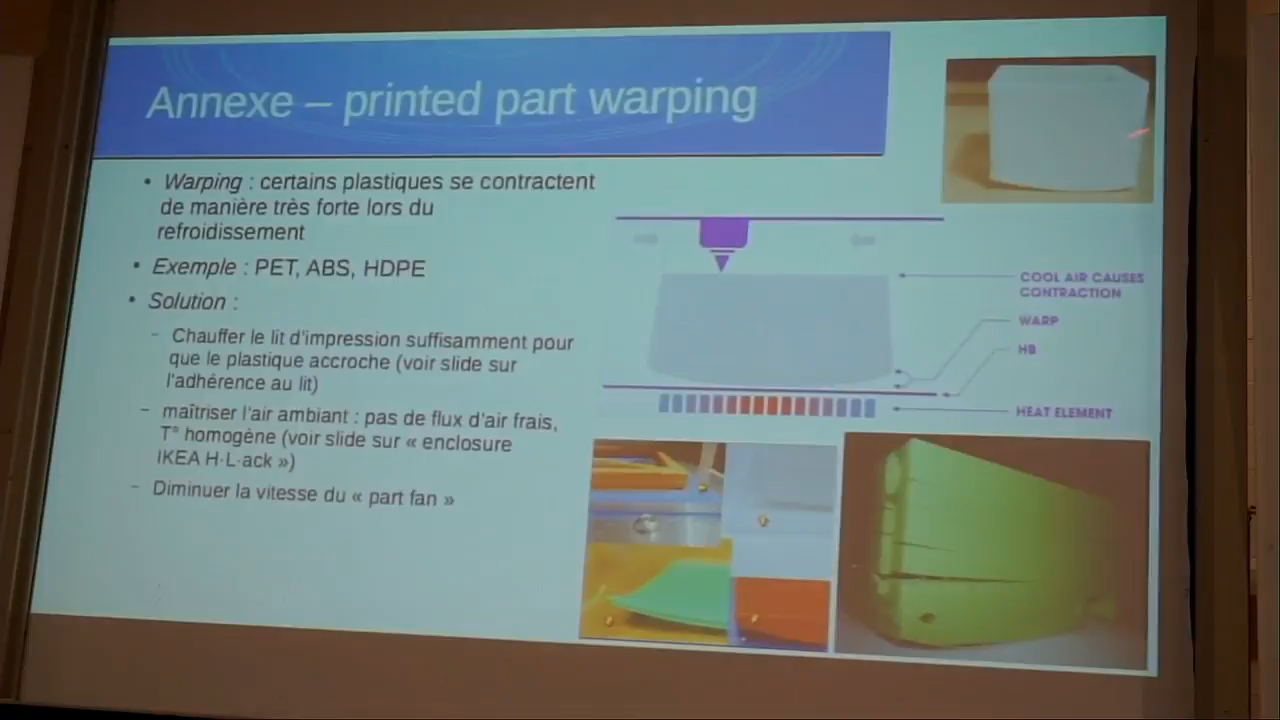 Annexe – printed part warping
• Warping : certains plastiques se contractent
de manière très forte lors du
refroidissement
• Exemple : PET, ABS, HDPE
• Solution :
– Chauffer le lit d'impression suffisamment pour
que le plastique accroche (voir slide sur
l'adhérence au lit)
– maîtriser l'air ambiant : pas de flux d'air frais,
T° homogène (voir slide sur « enclosure
IKEA H·L·ack »)
– Diminuer la vitesse du « part fan »
COOL AIR CAUSES
CONTRACTION
WARP
HB
HEAT ELEMENT